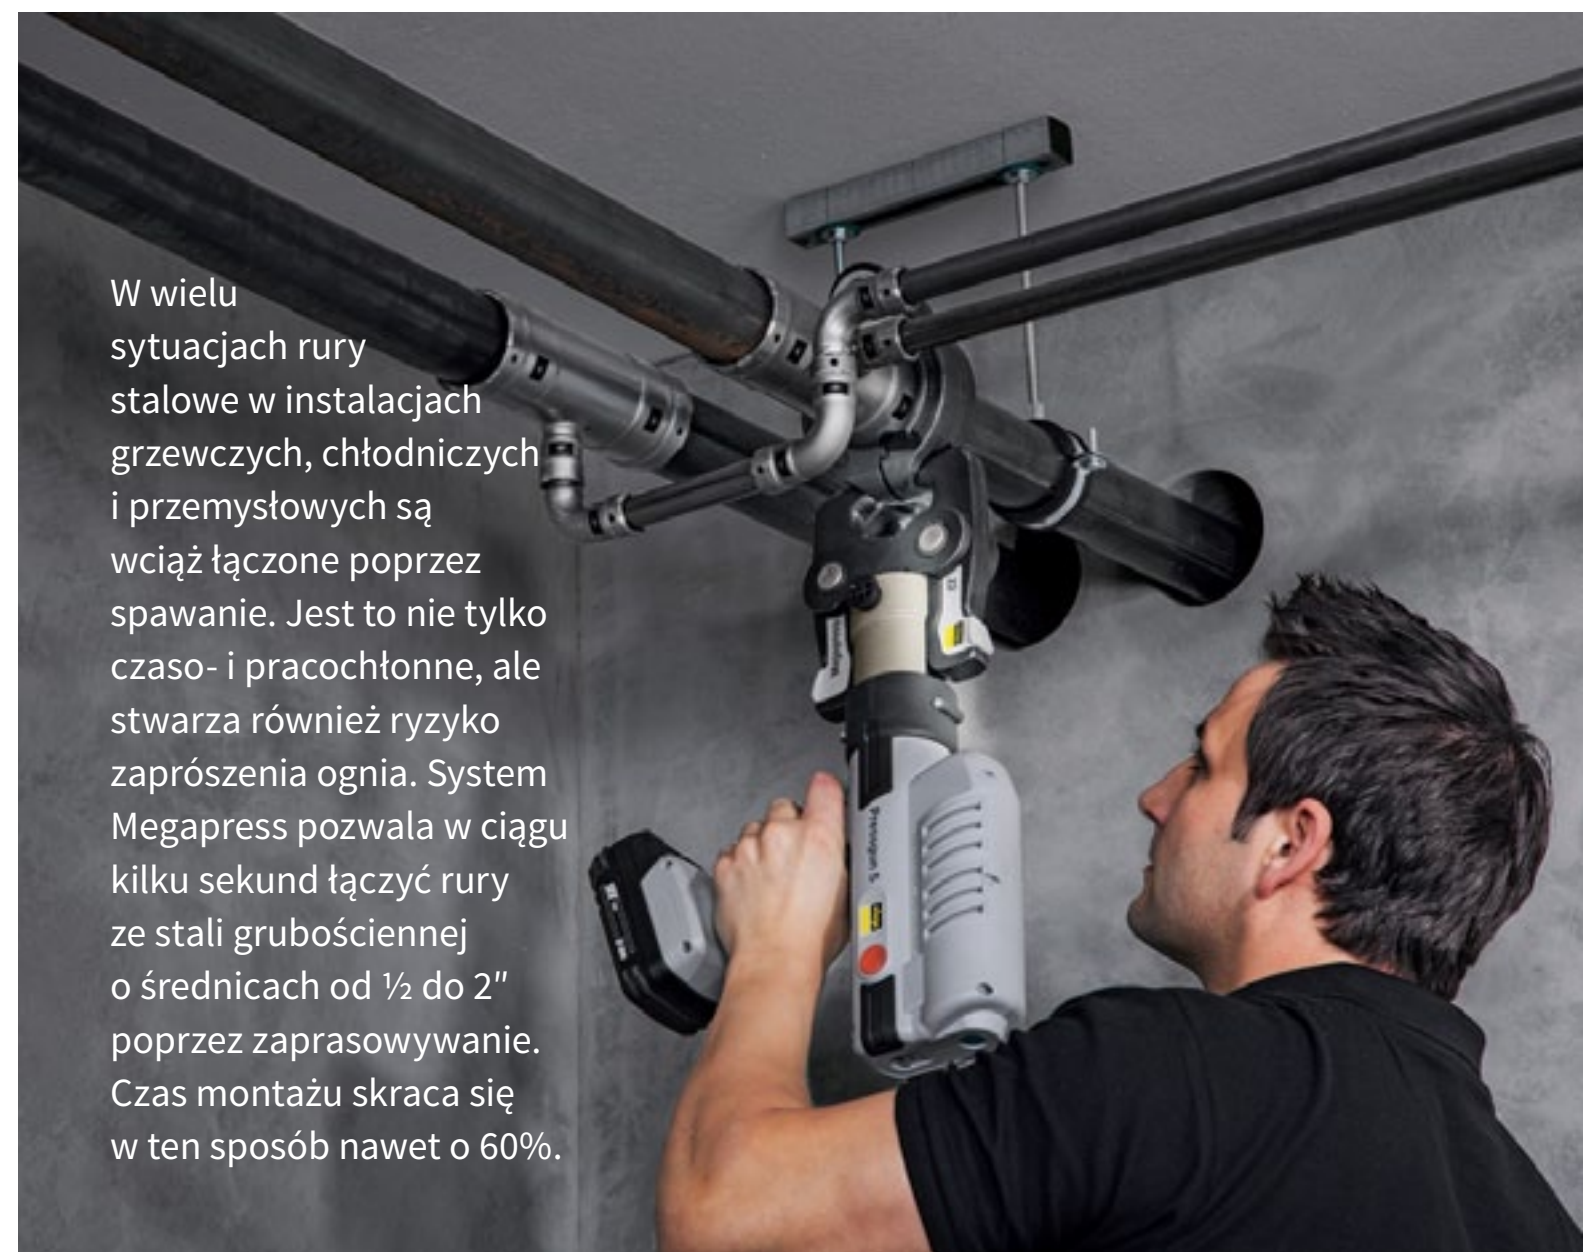 W wielu
sytuacjach rury
stalowe w instalacjach
grzewczych, chłodniczych
i przemysłowych są
wciąż łączone poprzez
spawanie. Jest to nie tylko
czaso- i pracochłonne, ale
stwarza również ryzyko
zaprószenia ognia. System
Megapress pozwala w ciągu
kilku sekund łączyć rury
ze stali grubościennej
o średnicach od ½ do 2″
poprzez zaprasowywanie.
Czas montażu skraca się
w ten sposób nawet o 60%.
Pressgun 5